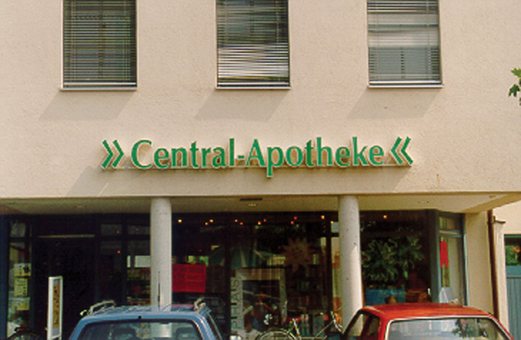 » Central-Apotheke «